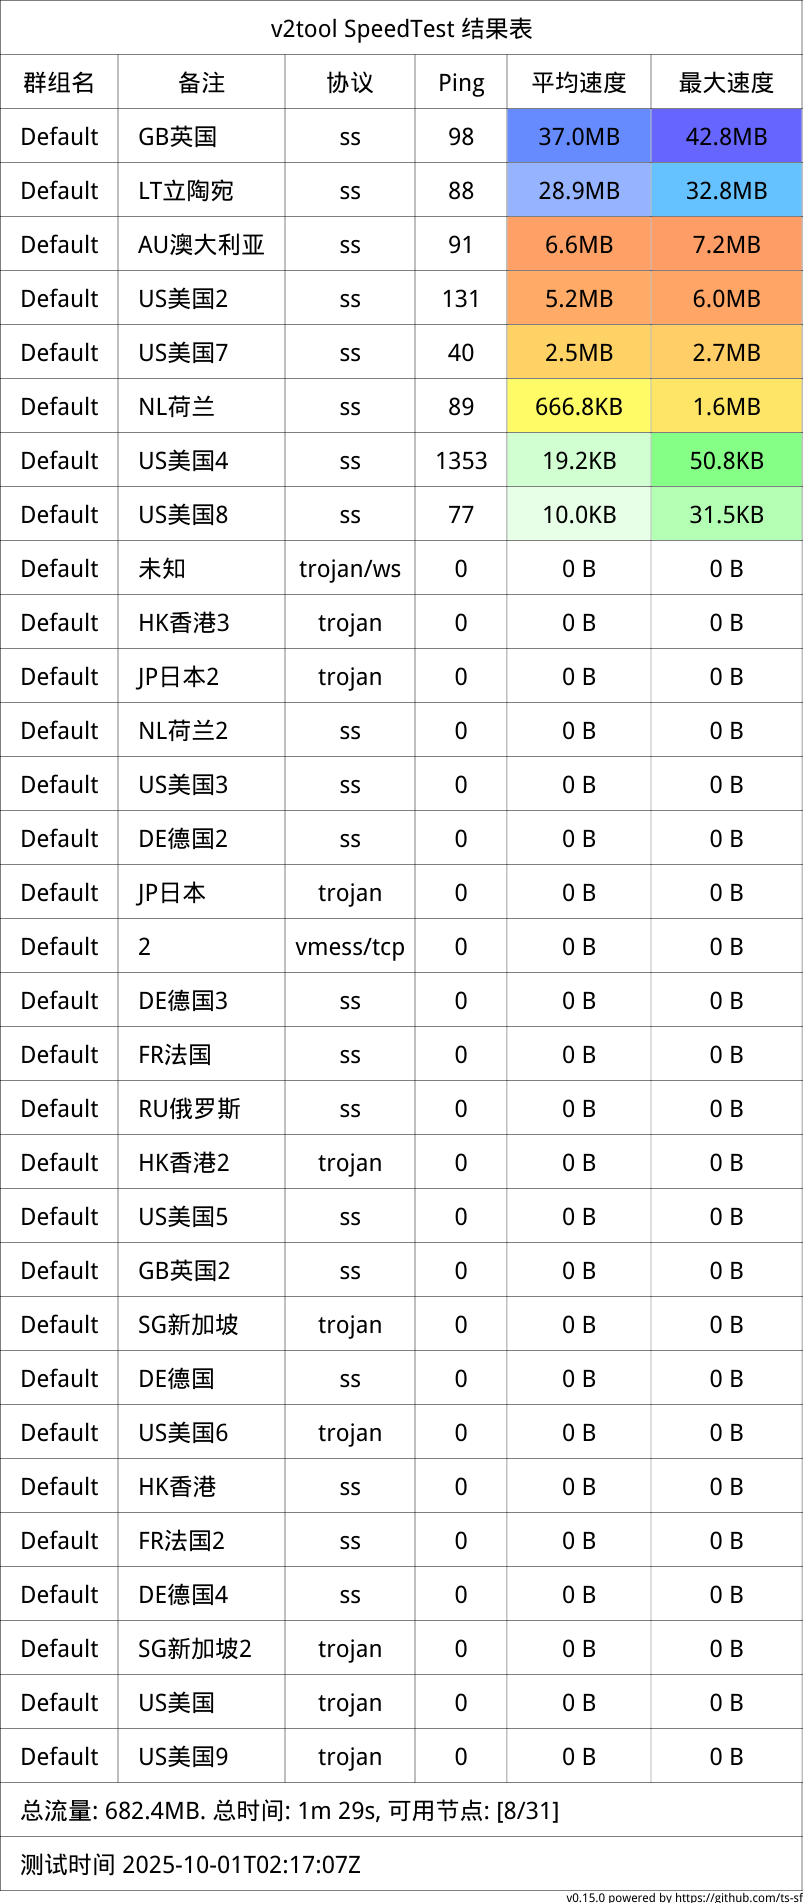 v2tool SpeedTest 结果表
群组名 备注 协议 Ping 平均速度 最大速度
Default GB英国 ss 98 37.0MB 42.8MB
Default LT立陶宛 ss 88 28.9MB 32.8MB
Default AU澳大利亚 ss 91 6.6MB 7.2MB
Default US美国2 ss 131 5.2MB 6.0MB
Default US美国7 ss 40 2.5MB 2.7MB
Default NL荷兰 ss 89 666.8KB 1.6MB
Default US美国4 ss 1353 19.2KB 50.8KB
Default US美国8 ss 77 10.0KB 31.5KB
Default 未知 trojan/ws 0 0 B 0 B
Default HK香港3 trojan 0 0 B 0 B
Default JP日本2 trojan 0 0 B 0 B
Default NL荷兰2 ss 0 0 B 0 B
Default US美国3 ss 0 0 B 0 B
Default DE德国2 ss 0 0 B 0 B
Default JP日本 trojan 0 0 B 0 B
Default 2 vmess/tcp 0 0 B 0 B
Default DE德国3 ss 0 0 B 0 B
Default FR法国 ss 0 0 B 0 B
Default RU俄罗斯 ss 0 0 B 0 B
Default HK香港2 trojan 0 0 B 0 B
Default US美国5 ss 0 0 B 0 B
Default GB英国2 ss 0 0 B 0 B
Default SG新加坡 trojan 0 0 B 0 B
Default DE德国 ss 0 0 B 0 B
Default US美国6 trojan 0 0 B 0 B
Default HK香港 ss 0 0 B 0 B
Default FR法国2 ss 0 0 B 0 B
Default DE德国4 ss 0 0 B 0 B
Default SG新加坡2 trojan 0 0 B 0 B
Default US美国 trojan 0 0 B 0 B
Default US美国9 trojan 0 0 B 0 B
总流量: 682.4MB. 总时间: 1m 29s, 可用节点: [8/31]
测试时间 2025-10-01T02:17:07Z
v0.15.0 powered by https://github.com/ts-sf